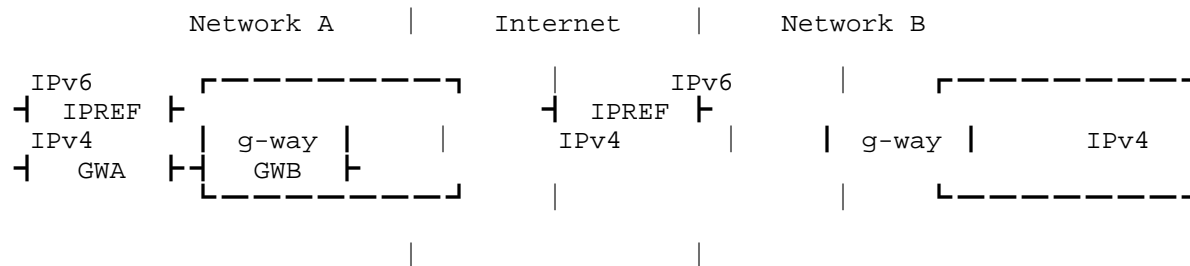 Network A | Internet | Network B
IPv6 IPv6
IPREF IPREF
IPv4 g-way IPv4 g-way IPv4
GWA GWB